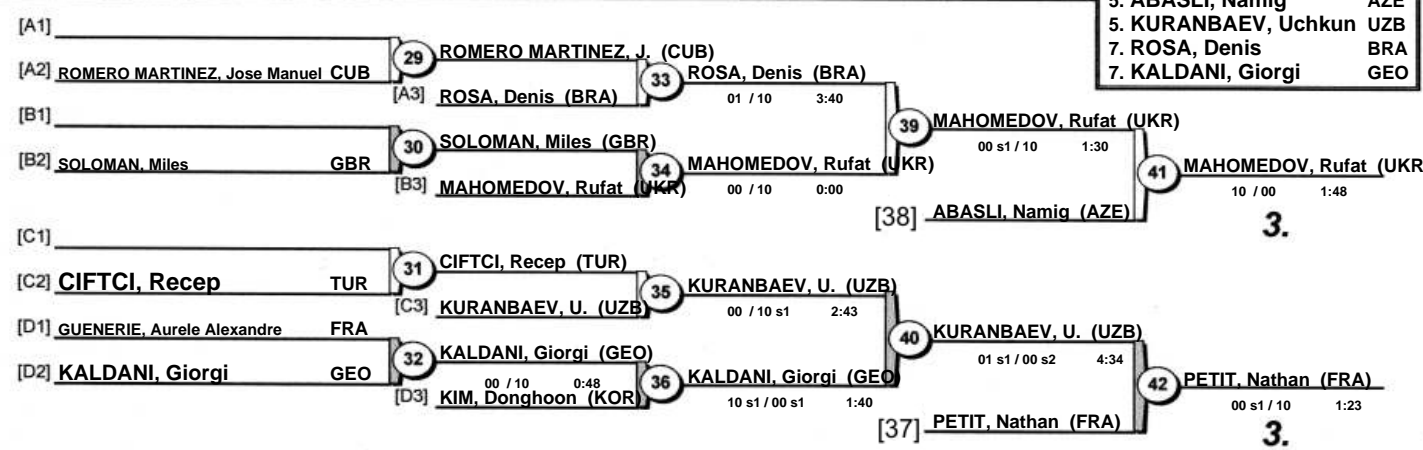 5. ABASLI, Namig AZE
5. KURANBAEV, Uchkun UZB
7. ROSA, Denis BRA
7. KALDANI, Giorgi GEO
[A1]
[A2] ROMERO MARTINEZ, Jose Manuel CUB
29 ROMERO MARTINEZ, J. (CUB)
[A3] ROSA, Denis (BRA)
33 ROSA, Denis (BRA)
01 / 10 3:40
[B1]
[B2] SOLOMAN, Miles GBR
30 SOLOMAN, Miles (GBR)
[B3] MAHOMEDOV, Rufat (UKR)
34 MAHOMEDOV, Rufat (UKR)
00 / 10 0:00
39 MAHOMEDOV, Rufat (UKR)
00 s1 / 10 1:30
[38] ABASLI, Namig (AZE)
41 MAHOMEDOV, Rufat (UKR
10 / 00 1:48
3.
[C1]
[C2] CIFTCI, Recep TUR
31 CIFTCI, Recep (TUR)
[C3] KURANBAEV, U. (UZB)
35 KURANBAEV, U. (UZB)
00 / 10 s1 2:43
[D1] GUENERIE, Aurele Alexandre FRA
[D2] KALDANI, Giorgi GEO
32 KALDANI, Giorgi (GEO)
00 / 10 0:48
[D3] KIM, Donghoon (KOR)
36 KALDANI, Giorgi (GEO)
10 s1 / 00 s1 1:40
40 KURANBAEV, U. (UZB)
01 s1 / 00 s2 4:34
[37] PETIT, Nathan (FRA)
42 PETIT, Nathan (FRA)
00 s1 / 10 1:23
3.